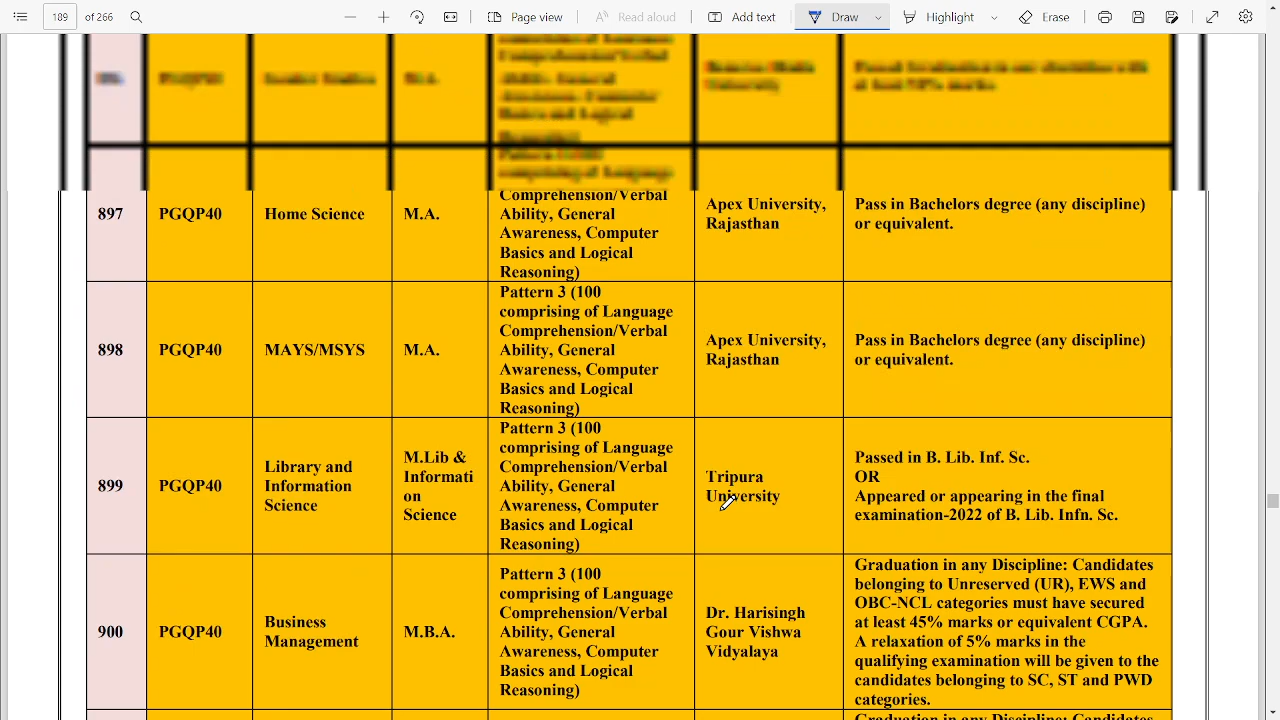 189 of 266
Page view
Read aloud
Add text
Draw
Highlight
Erase
897
PGQP40
Home Science
M.A.
Comprehension/Verbal
Ability, General
Awareness, Computer
Basics and Logical
Reasoning)
Apex University,
Rajasthan
Pass in Bachelors degree (any discipline)
or equivalent.
898
PGQP40
MAYS/MSYS
M.A.
Pattern 3 (100
comprising of Language
Comprehension/Verbal
Ability, General
Awareness, Computer
Basics and Logical
Reasoning)
Apex University,
Rajasthan
Pass in Bachelors degree (any discipline)
or equivalent.
899
PGQP40
Library and
Information
Science
M.Lib &
Informati
on
Science
Pattern 3 (100
comprising of Language
Comprehension/Verbal
Ability, General
Awareness, Computer
Basics and Logical
Reasoning)
Tripura
University
Passed in B. Lib. Inf. Sc.
OR
Appeared or appearing in the final
examination-2022 of B. Lib. Infn. Sc.
900
PGQP40
Business
Management
M.B.A.
Pattern 3 (100
comprising of Language
Comprehension/Verbal
Ability, General
Awareness, Computer
Basics and Logical
Reasoning)
Dr. Harisingh
Gour Vishwa
Vidyalaya
Graduation in any Discipline: Candidates
belonging to Unreserved (UR), EWS and
OBC-NCL categories must have secured
at least 45% marks or equivalent CGPA.
A relaxation of 5% marks in the
qualifying examination will be given to the
candidates belonging to SC, ST and PWD
categories.
Graduation in any Discipline: Candidates